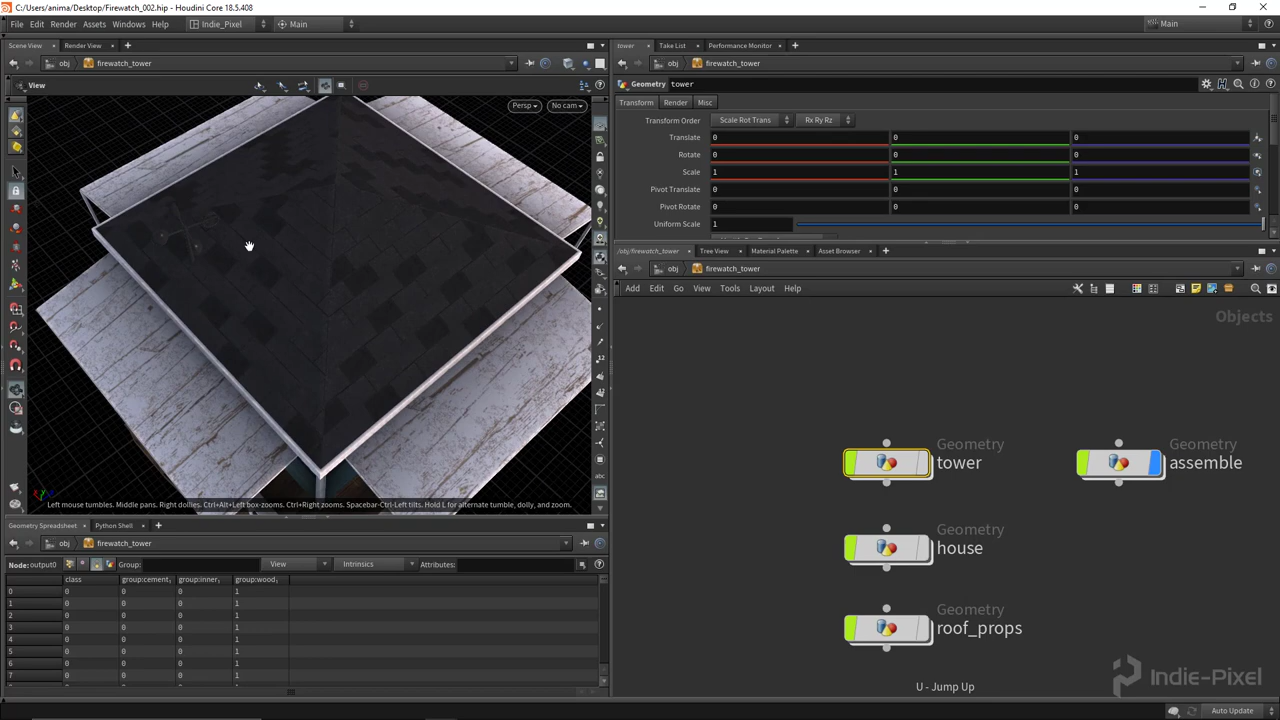 C:/Users/anima/Desktop/Firewatch_002.hip - Houdini Core 18.5.408
File Edit Render Assets Windows Help Indie_Pixel Main Main
Scene View Render View
obj firewatch_tower
View
Persp No cam
Left mouse tumbles. Middle pans. Right dollies. Ctrl+Alt+Left box-zooms. Ctrl+Right zooms. Spacebar-Ctrl-Left tilts. Hold L for alternate tumble, dolly, and zoom.
Geometry Spreadsheet Python Shell
obj firewatch_tower
Node: output0 Group: View Intrinsics Attributes:
class group:cement group:inner group:wood
0 0 0 0 1
1 0 0 0 1
2 0 0 0 1
3 0 0 0 1
4 0 0 0 1
5 0 0 0 1
6 0 0 0 1
7 0 0 0 1
tower Take List Performance Monitor
obj firewatch_tower
Geometry tower
Transform Render Misc
Transform Order Scale Rot Trans Rx Ry Rz
Translate 0 0 0
Rotate 0 0 0
Scale 1 1 1
Pivot Translate 0 0 0
Pivot Rotate 0 0 0
Uniform Scale 1
/obj/firewatch_tower Tree View Material Palette Asset Browser
obj firewatch_tower
Add Edit Go View Tools Layout Help
Objects
Geometry
tower
Geometry
assemble
Geometry
house
Geometry
roof_props
U - Jump Up
Indie-Pixel
Auto Update